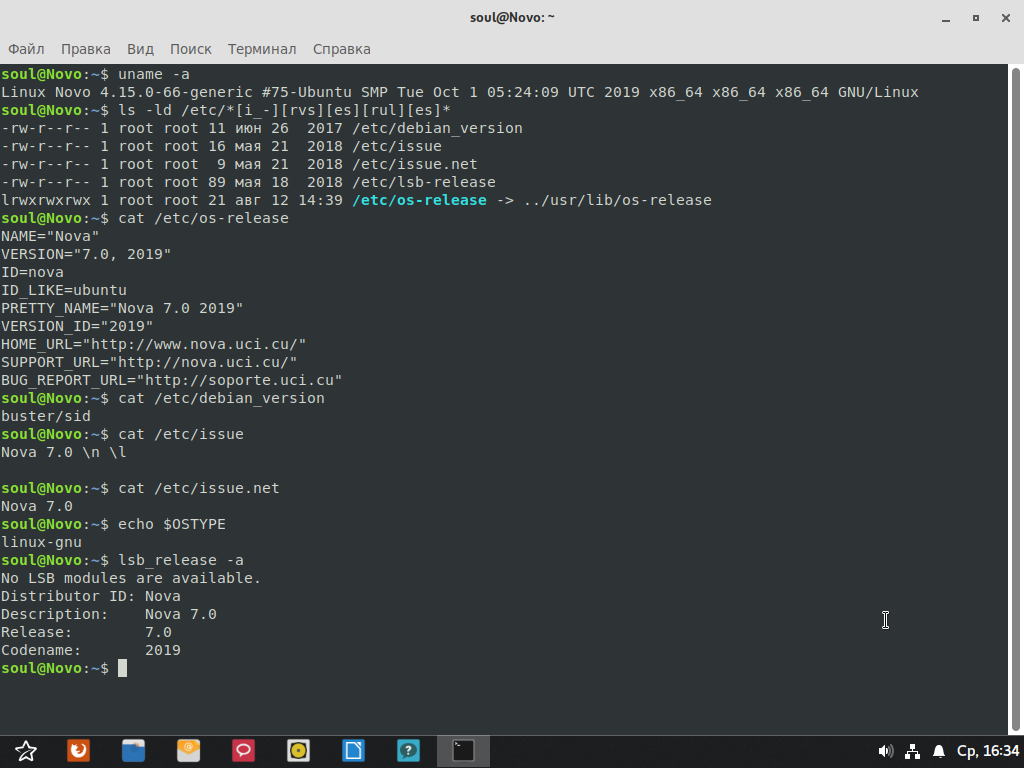 soul@Novo: ~
Файл Правка Вид Поиск Терминал Справка
soul@Novo:~$ uname -a
Linux Novo 4.15.0-66-generic #75-Ubuntu SMP Tue Oct 1 05:24:09 UTC 2019 x86_64 x86_64 x86_64 GNU/Linux
soul@Novo:~$ ls -ld /etc/*[i_-][rvs][es][rul][es]*
-rw-r--r-- 1 root root 11 июн 26  2017 /etc/debian_version
-rw-r--r-- 1 root root 16 мая 21  2018 /etc/issue
-rw-r--r-- 1 root root  9 мая 21  2018 /etc/issue.net
-rw-r--r-- 1 root root 89 мая 18  2018 /etc/lsb-release
lrwxrwxrwx 1 root root 21 авг 12 14:39 /etc/os-release -> ../usr/lib/os-release
soul@Novo:~$ cat /etc/os-release
NAME="Nova"
VERSION="7.0, 2019"
ID=nova
ID_LIKE=ubuntu
PRETTY_NAME="Nova 7.0 2019"
VERSION_ID="2019"
HOME_URL="http://www.nova.uci.cu/"
SUPPORT_URL="http://nova.uci.cu/"
BUG_REPORT_URL="http://soporte.uci.cu"
soul@Novo:~$ cat /etc/debian_version
buster/sid
soul@Novo:~$ cat /etc/issue
Nova 7.0 \n \l
soul@Novo:~$ cat /etc/issue.net
Nova 7.0
soul@Novo:~$ echo $OSTYPE
linux-gnu
soul@Novo:~$ lsb_release -a
No LSB modules are available.
Distributor ID: Nova
Description:    Nova 7.0
Release:        7.0
Codename:       2019
soul@Novo:~$
Ср, 16:34